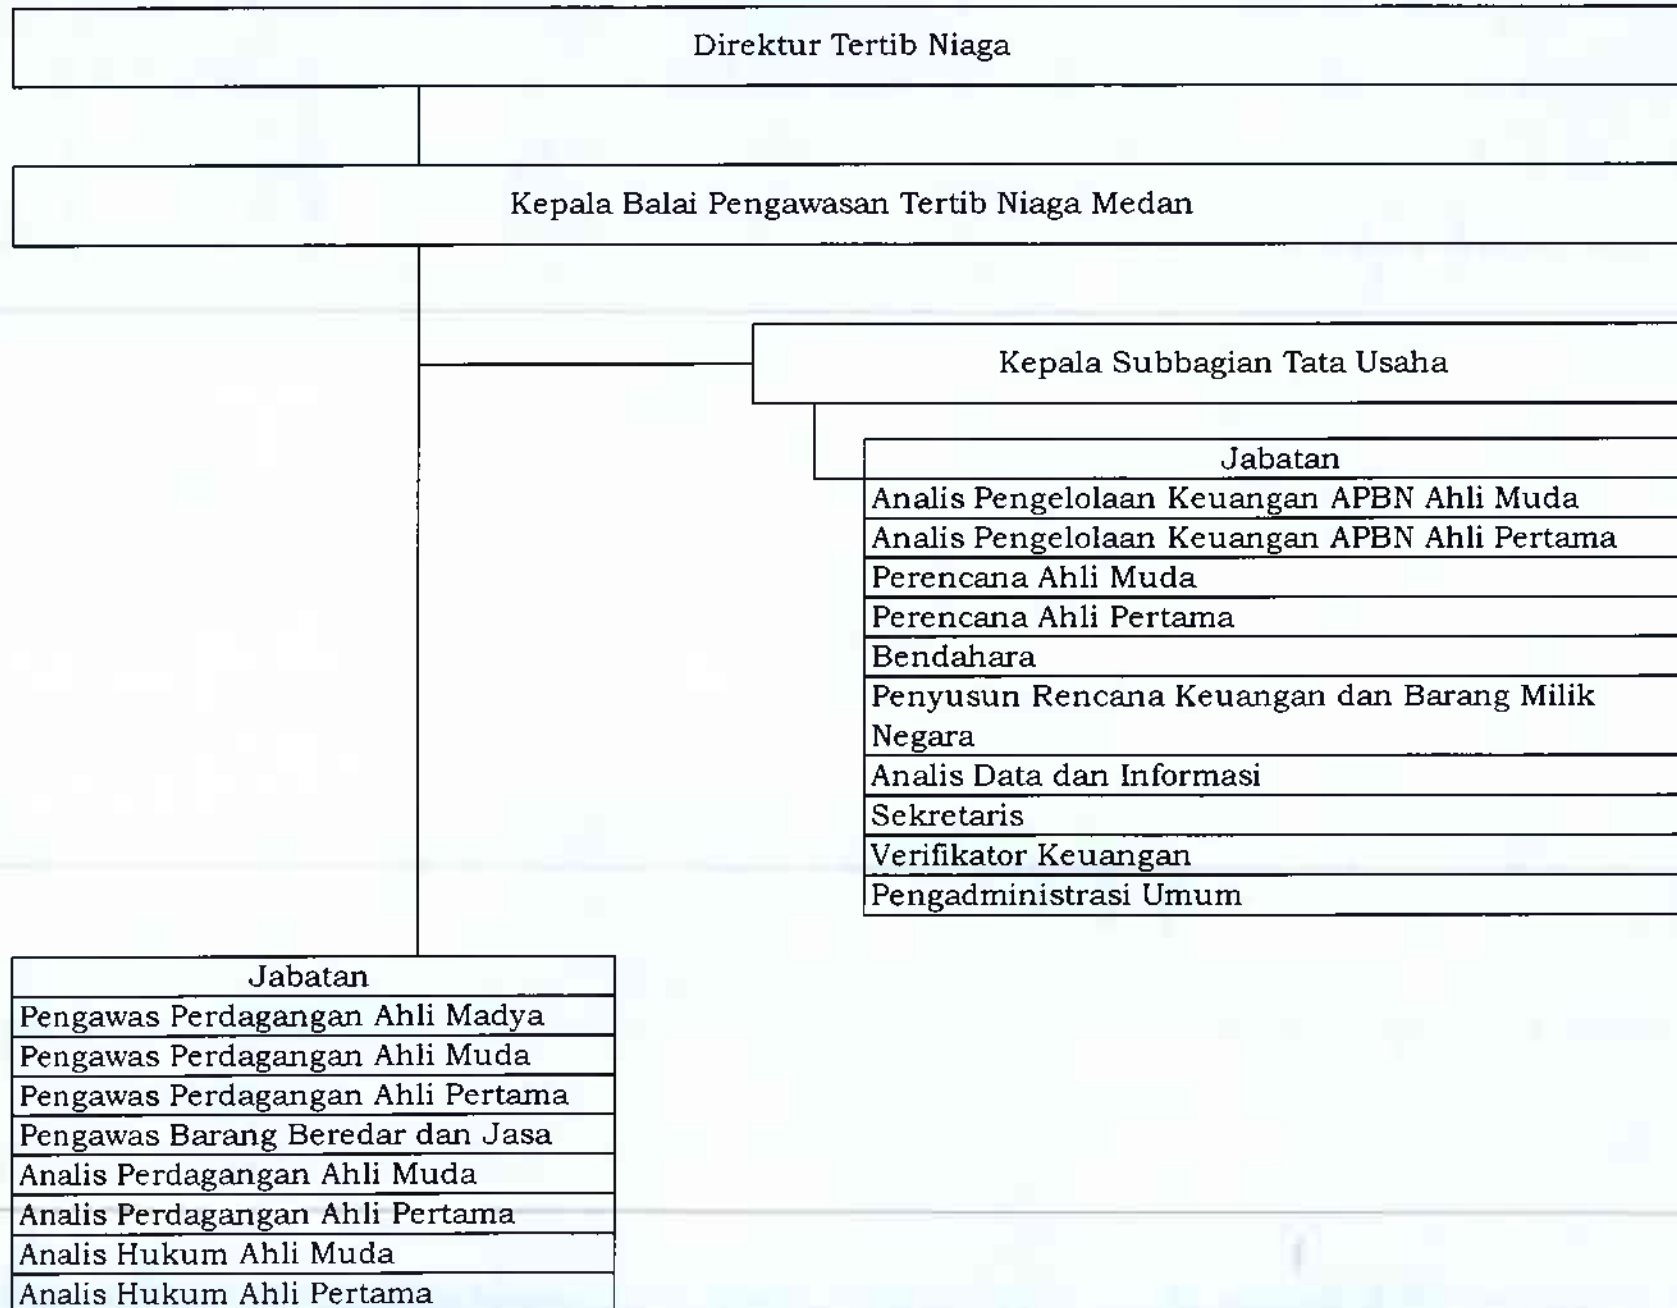 Direktur Tertib Niaga
Kepala Balai Pengawasan Tertib Niaga Medan
Kepala Subbagian Tata Usaha
Jabatan
Analis Pengelolaan Keuangan APBN Ahli Muda
Analis Pengelolaan Keuangan APBN Ahli Pertama
Perencana Ahli Muda
Perencana Ahli Pertama
Bendahara
Penyusun Rencana Keuangan dan Barang Milik
Negara
Analis Data dan Informasi
Sekretaris
Verifikator Keuangan
Pengadministrasi Umum
Jabatan
Pengawas Perdagangan Ahli Madya
Pengawas Perdagangan Ahli Muda
Pengawas Perdagangan Ahli Pertama
Pengawas Barang Beredar dan Jasa
Analis Perdagangan Ahli Muda
Analis Perdagangan Ahli Pertama
Analis Hukum Ahli Muda
Analis Hukum Ahli Pertama